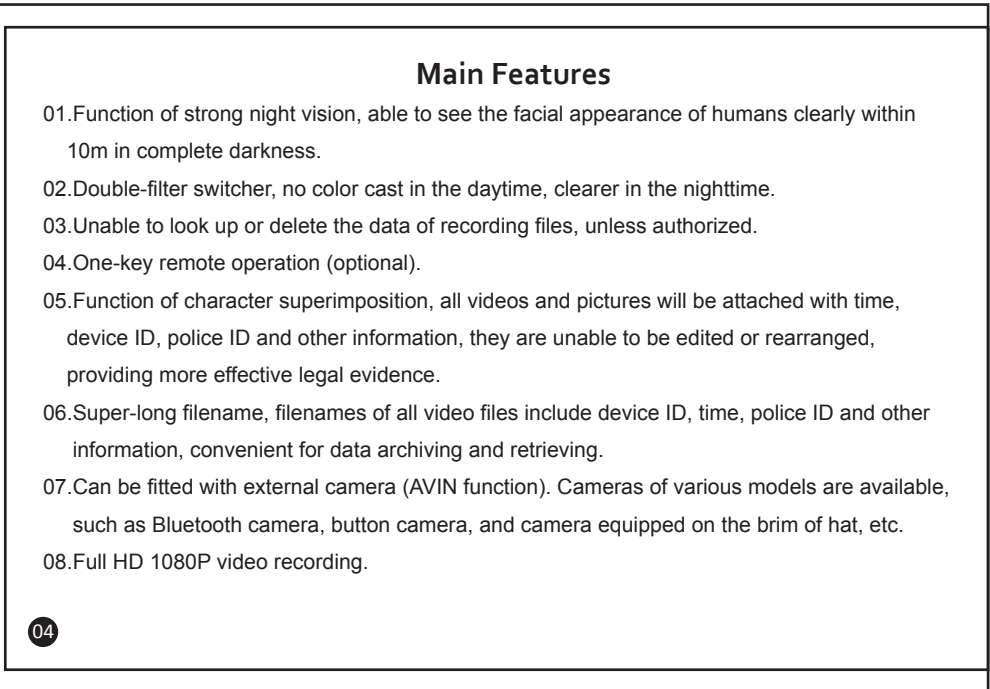 Main Features
01.Function of strong night vision, able to see the facial appearance of humans clearly within
10m in complete darkness.
02.Double-filter switcher, no color cast in the daytime, clearer in the nighttime.
03.Unable to look up or delete the data of recording files, unless authorized.
04.One-key remote operation (optional).
05.Function of character superimposition, all videos and pictures will be attached with time,
device ID, police ID and other information, they are unable to be edited or rearranged,
providing more effective legal evidence.
06.Super-long filename, filenames of all video files include device ID, time, police ID and other
information, convenient for data archiving and retrieving.
07.Can be fitted with external camera (AVIN function). Cameras of various models are available,
such as Bluetooth camera, button camera, and camera equipped on the brim of hat, etc.
08.Full HD 1080P video recording.
04